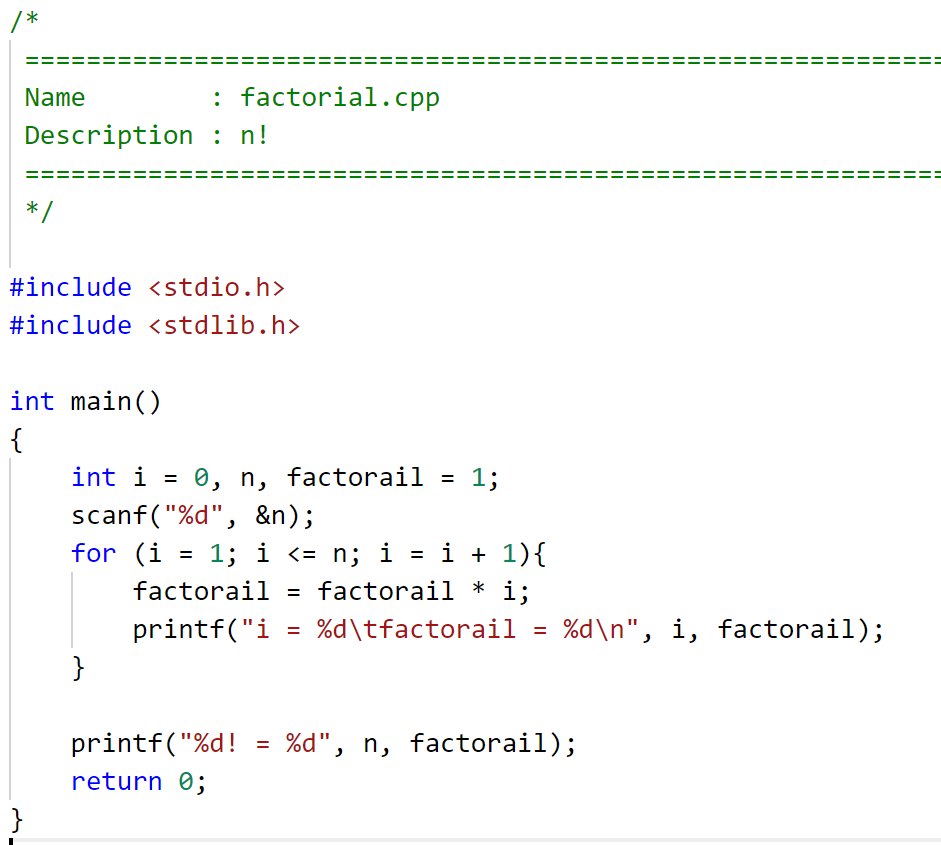 /*
 ============================================================
 Name        : factorial.cpp
 Description : n!
 ============================================================
 */

#include <stdio.h>
#include <stdlib.h>

int main()
{
    int i = 0, n, factorail = 1;
    scanf("%d", &n);
    for (i = 1; i <= n; i = i + 1){
        factorail = factorail * i;
        printf("i = %d\tfactorail = %d\n", i, factorail);
    }

    printf("%d! = %d", n, factorail);
    return 0;
}